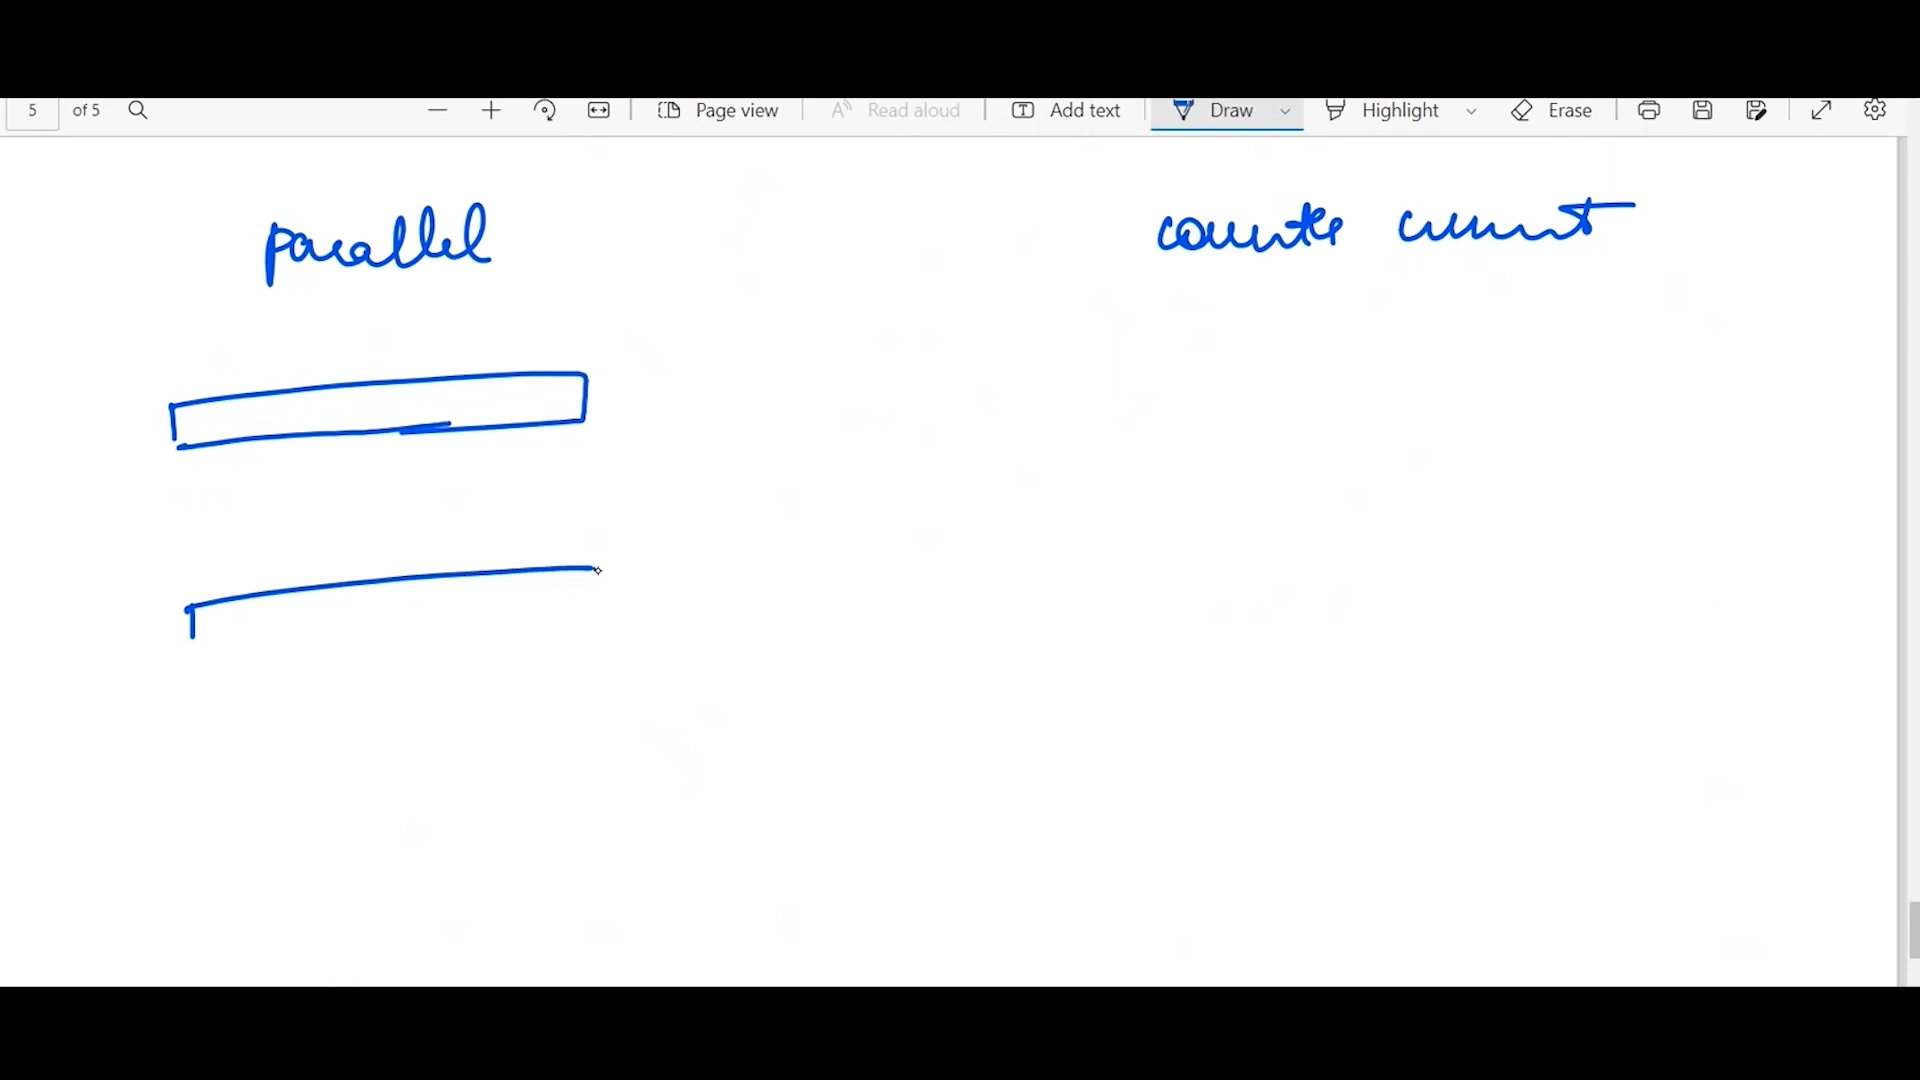 5 of 5 Page view Read aloud Add text Draw Highlight Erase
parallel counter current